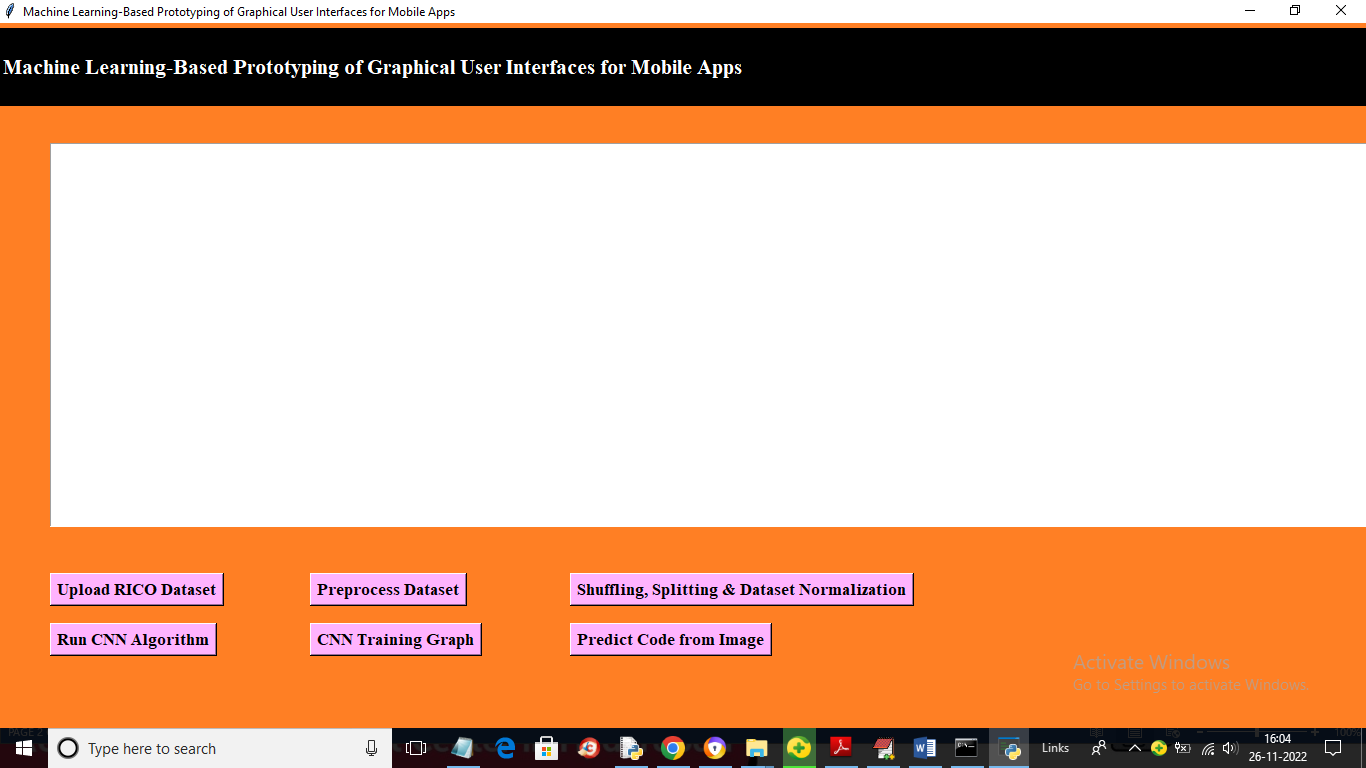 Machine Learning-Based Prototyping of Graphical User Interfaces for Mobile Apps
Machine Learning-Based Prototyping of Graphical User Interfaces for Mobile Apps
Upload RICO Dataset Preprocess Dataset Shuffling, Splitting & Dataset Normalization
Run CNN Algorithm CNN Training Graph Predict Code from Image
Activate Windows
Go to Settings to activate Windows.
PAGE 2 100%
Type here to search Links 16:04
26-11-2022